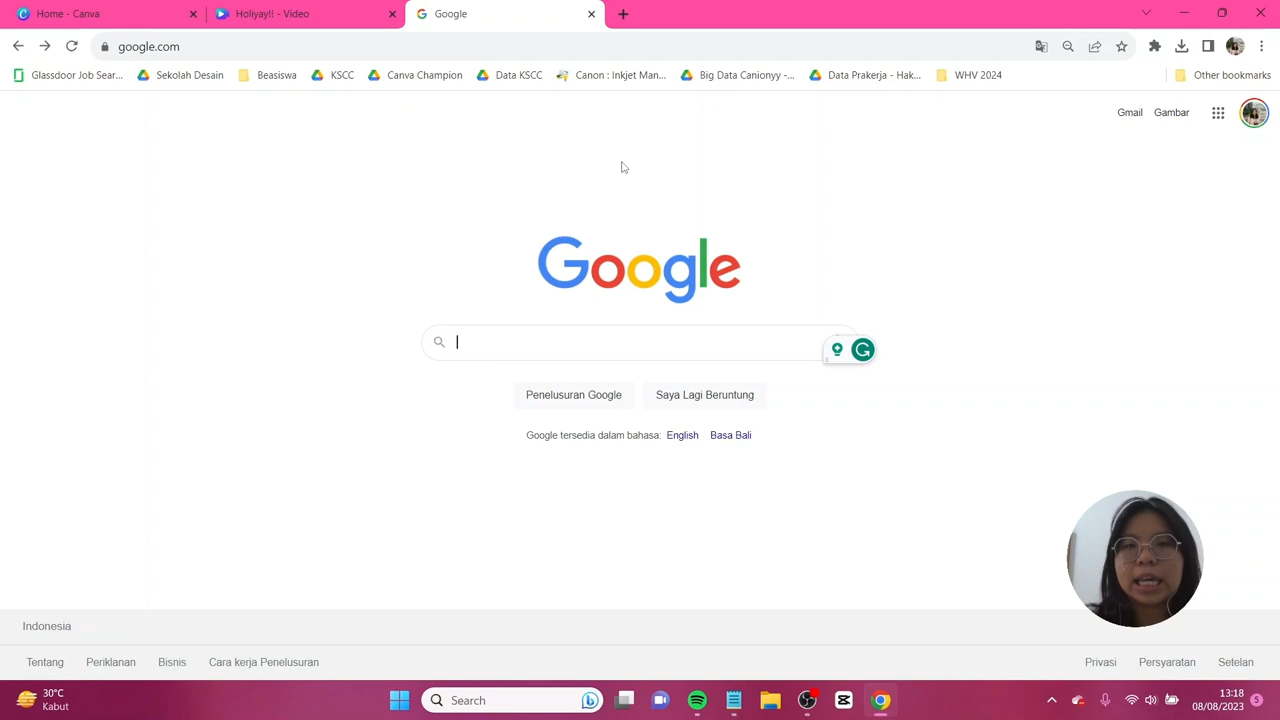 Home - Canva
Holiyay!! - Video
Google
google.com
Glassdoor Job Sear...
Sekolah Desain
Beasiswa
KSCC
Canva Champion
Data KSCC
Canon : Inkjet Man...
Big Data Canionyy -...
Data Prakerja - Hak...
WHV 2024
Other bookmarks
Gmail
Gambar
Google
Penelusuran Google
Saya Lagi Beruntung
Google tersedia dalam bahasa: English Basa Bali
Indonesia
Tentang
Periklanan
Bisnis
Cara kerja Penelusuran
Privasi
Persyaratan
Setelan
30°C
Kabut
Search
13:18
08/08/2023
5